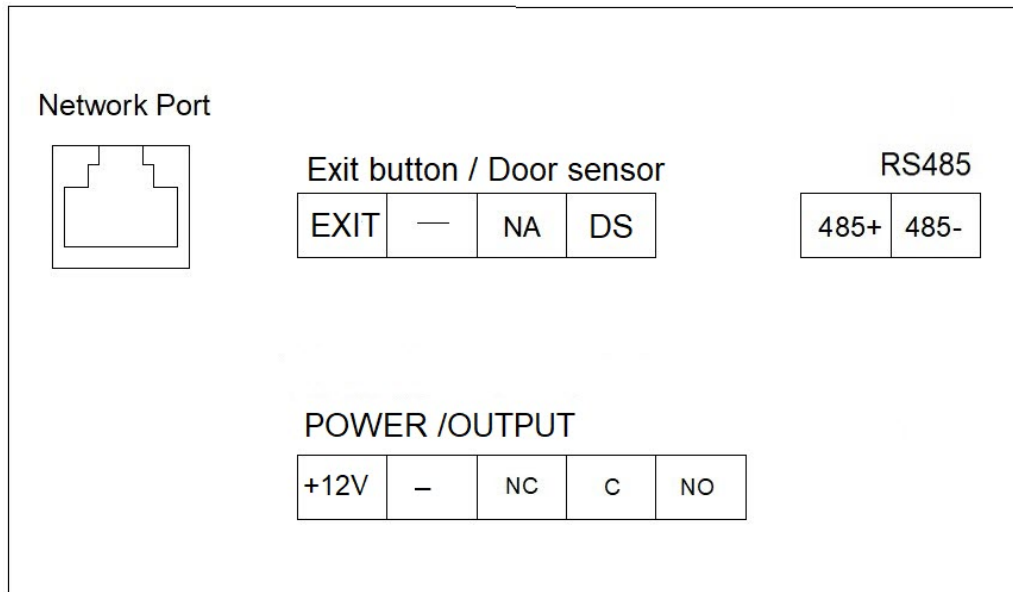 Network Port
Exit button / Door sensor
RS485
EXIT — NA DS
485+ 485-
POWER /OUTPUT
+12V – NC C NO